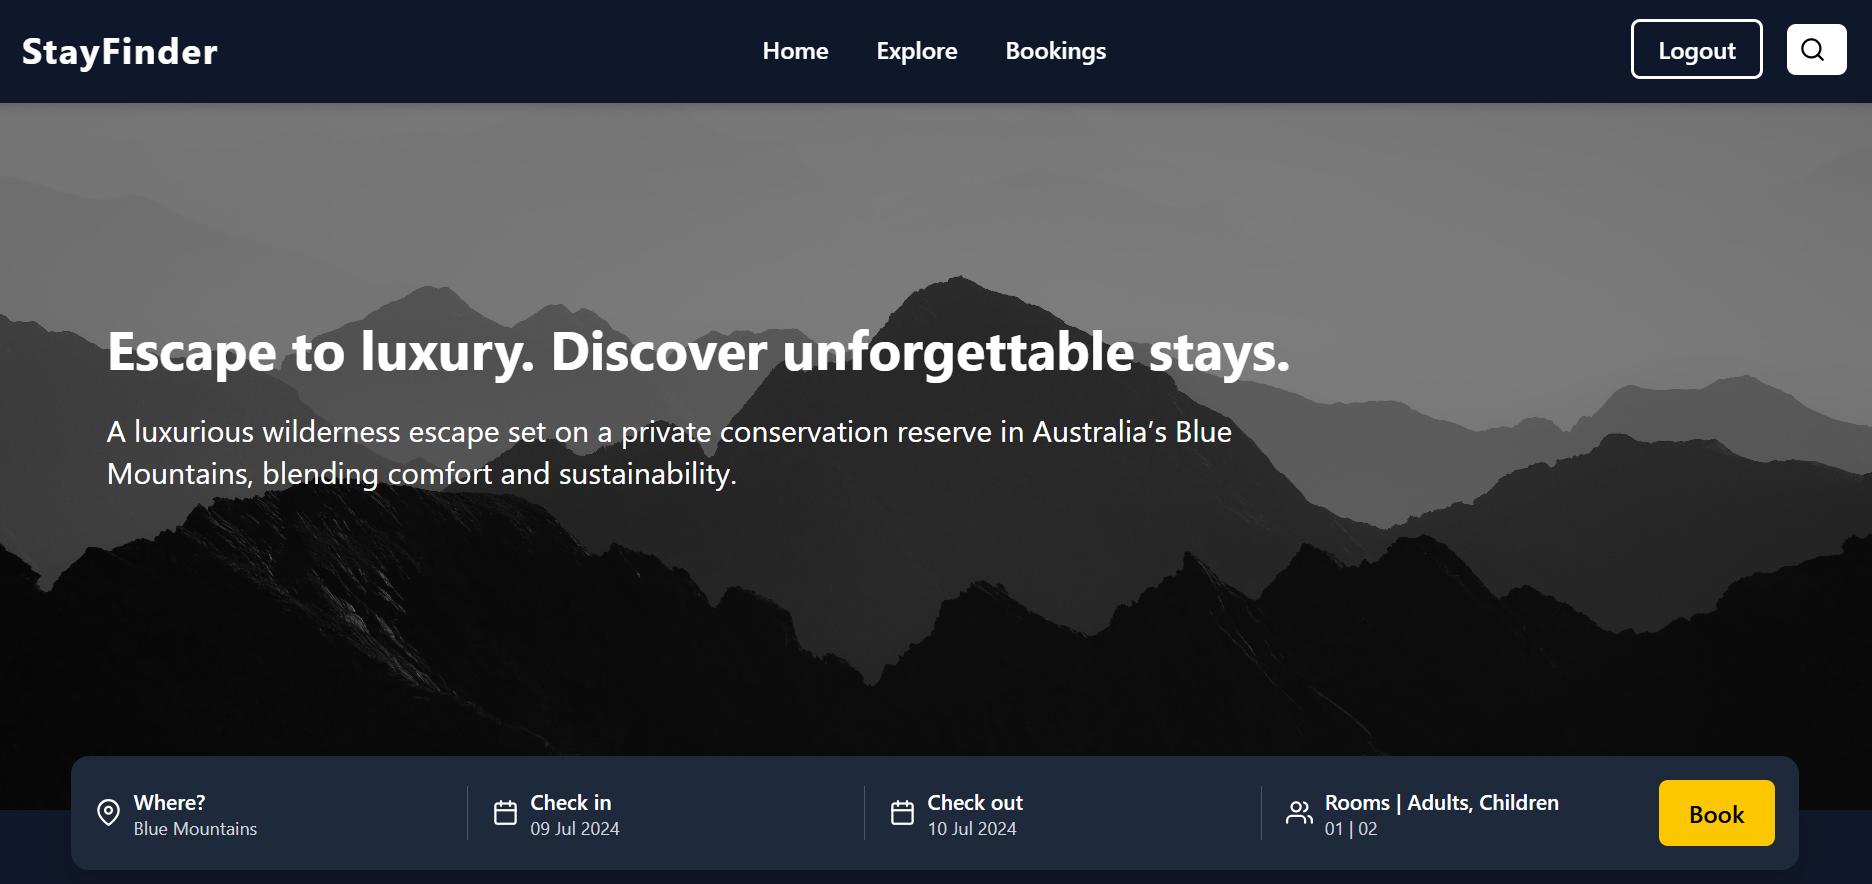 StayFinder
Home
Explore
Bookings
Logout
Escape to luxury. Discover unforgettable stays.
A luxurious wilderness escape set on a private conservation reserve in Australia’s Blue
Mountains, blending comfort and sustainability.
Where?
Blue Mountains
Check in
09 Jul 2024
Check out
10 Jul 2024
Rooms | Adults, Children
01 | 02
Book